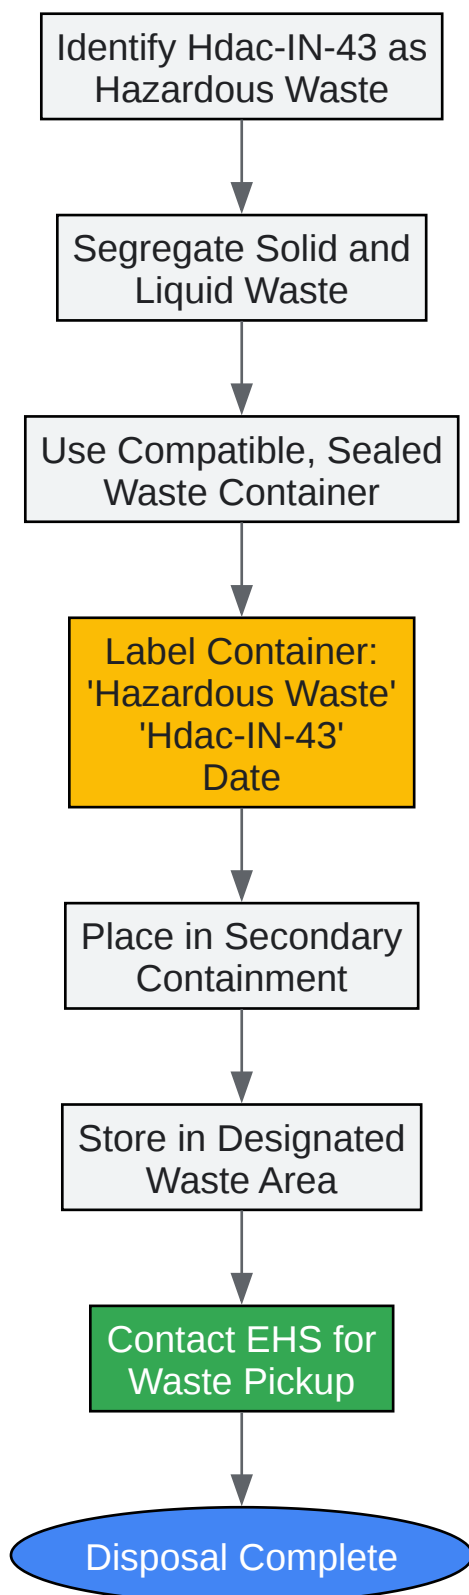 Identify Hdac-IN-43 as
Hazardous Waste
Segregate Solid and
Liquid Waste
Use Compatible, Sealed
Waste Container
Label Container:
'Hazardous Waste'
'Hdac-IN-43'
Date
Place in Secondary
Containment
Store in Designated
Waste Area
Contact EHS for
Waste Pickup
Disposal Complete